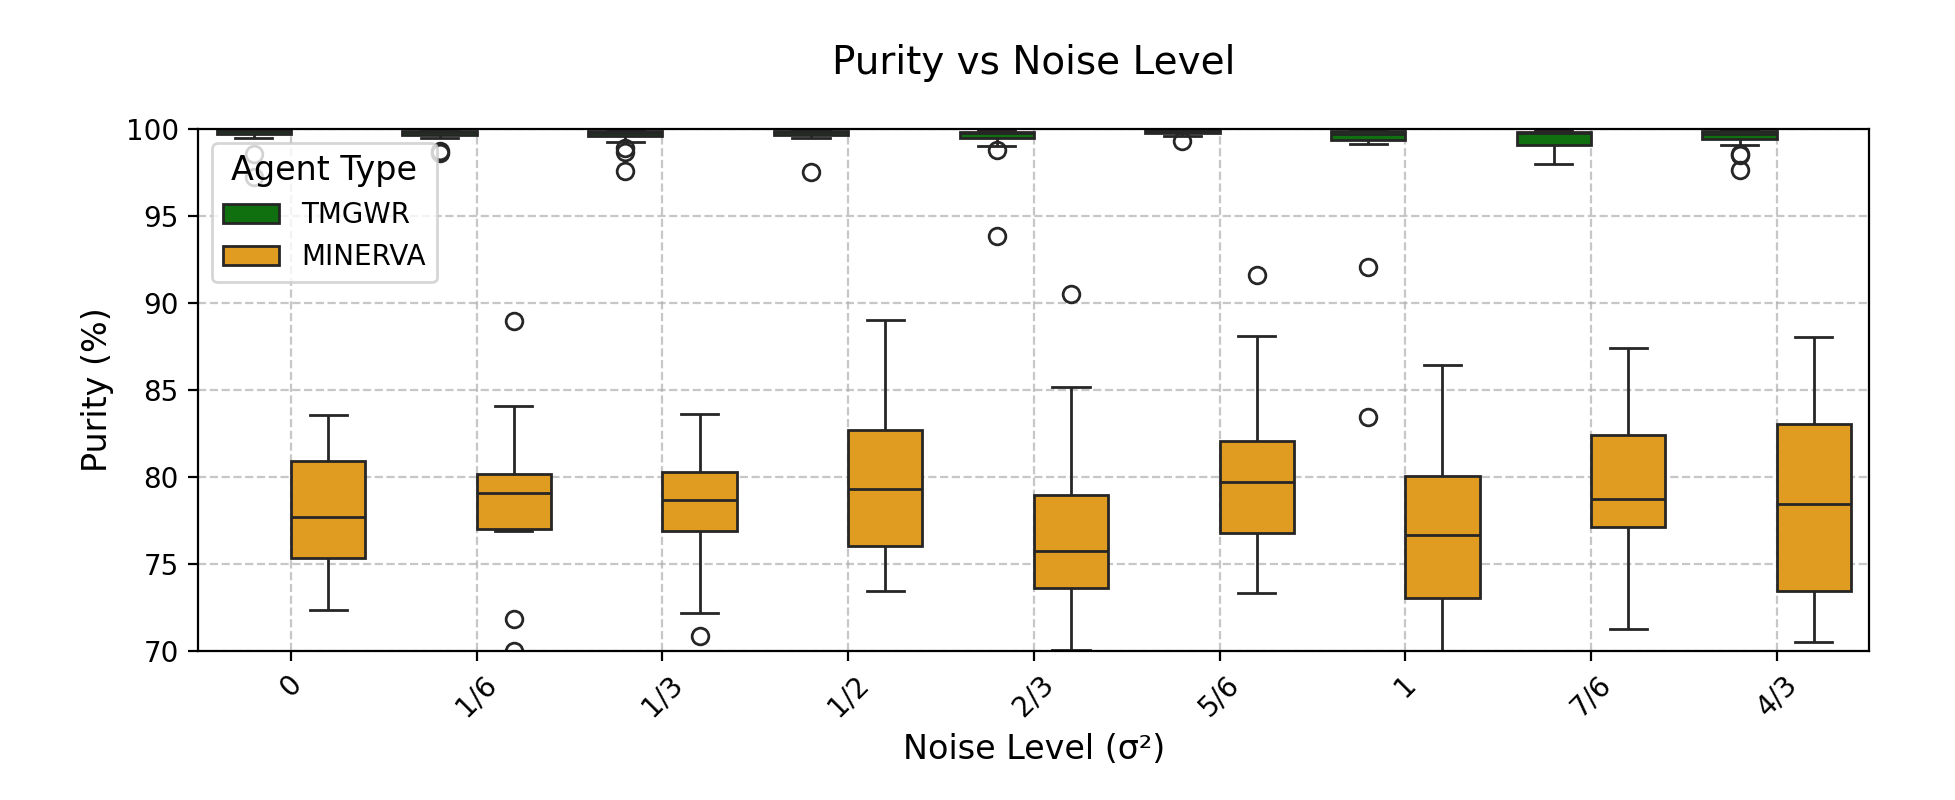 Purity vs Noise Level
Purity (%)
100
95
90
85
80
75
70
Agent Type
TMGWR
MINERVA
0
1/6
1/3
1/2
2/3
5/6
1
7/6
4/3
Noise Level (σ²)